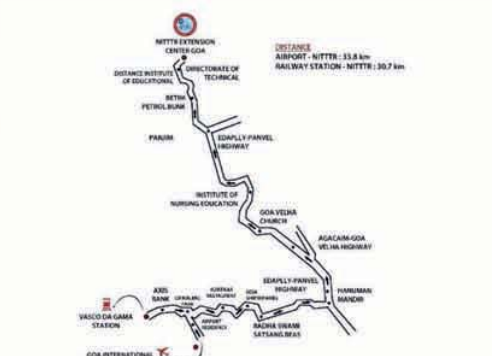 NITTTR EXTENSION
CENTER GOA
DISTANCE
AIRPORT - NITTTR : 33.8 km
RAILWAY STATION - NITTTR : 30.7 km
DISTANCE INSTITUTE
OF EDUCATIONAL
DIRECTORATE OF
TECHNICAL
PETROL BUNK
PANJIM
EDAPLLY-PANVEL
HIGHWAY
INSTITUTE OF
NURSING EDUCATION
GOA VELHA
CHURCH
AGACAIM-GOA
VELHA HIGHWAY
EDAPLLY-PANVEL
HIGHWAY
HANUMAN
MANDIR
AXIS
BANK
AIRPORT
RESIDENCY
RADHA SWAMI
SATSANG BEAS
VASCO DA GAMA
STATION
GOA INTERNATIONAL